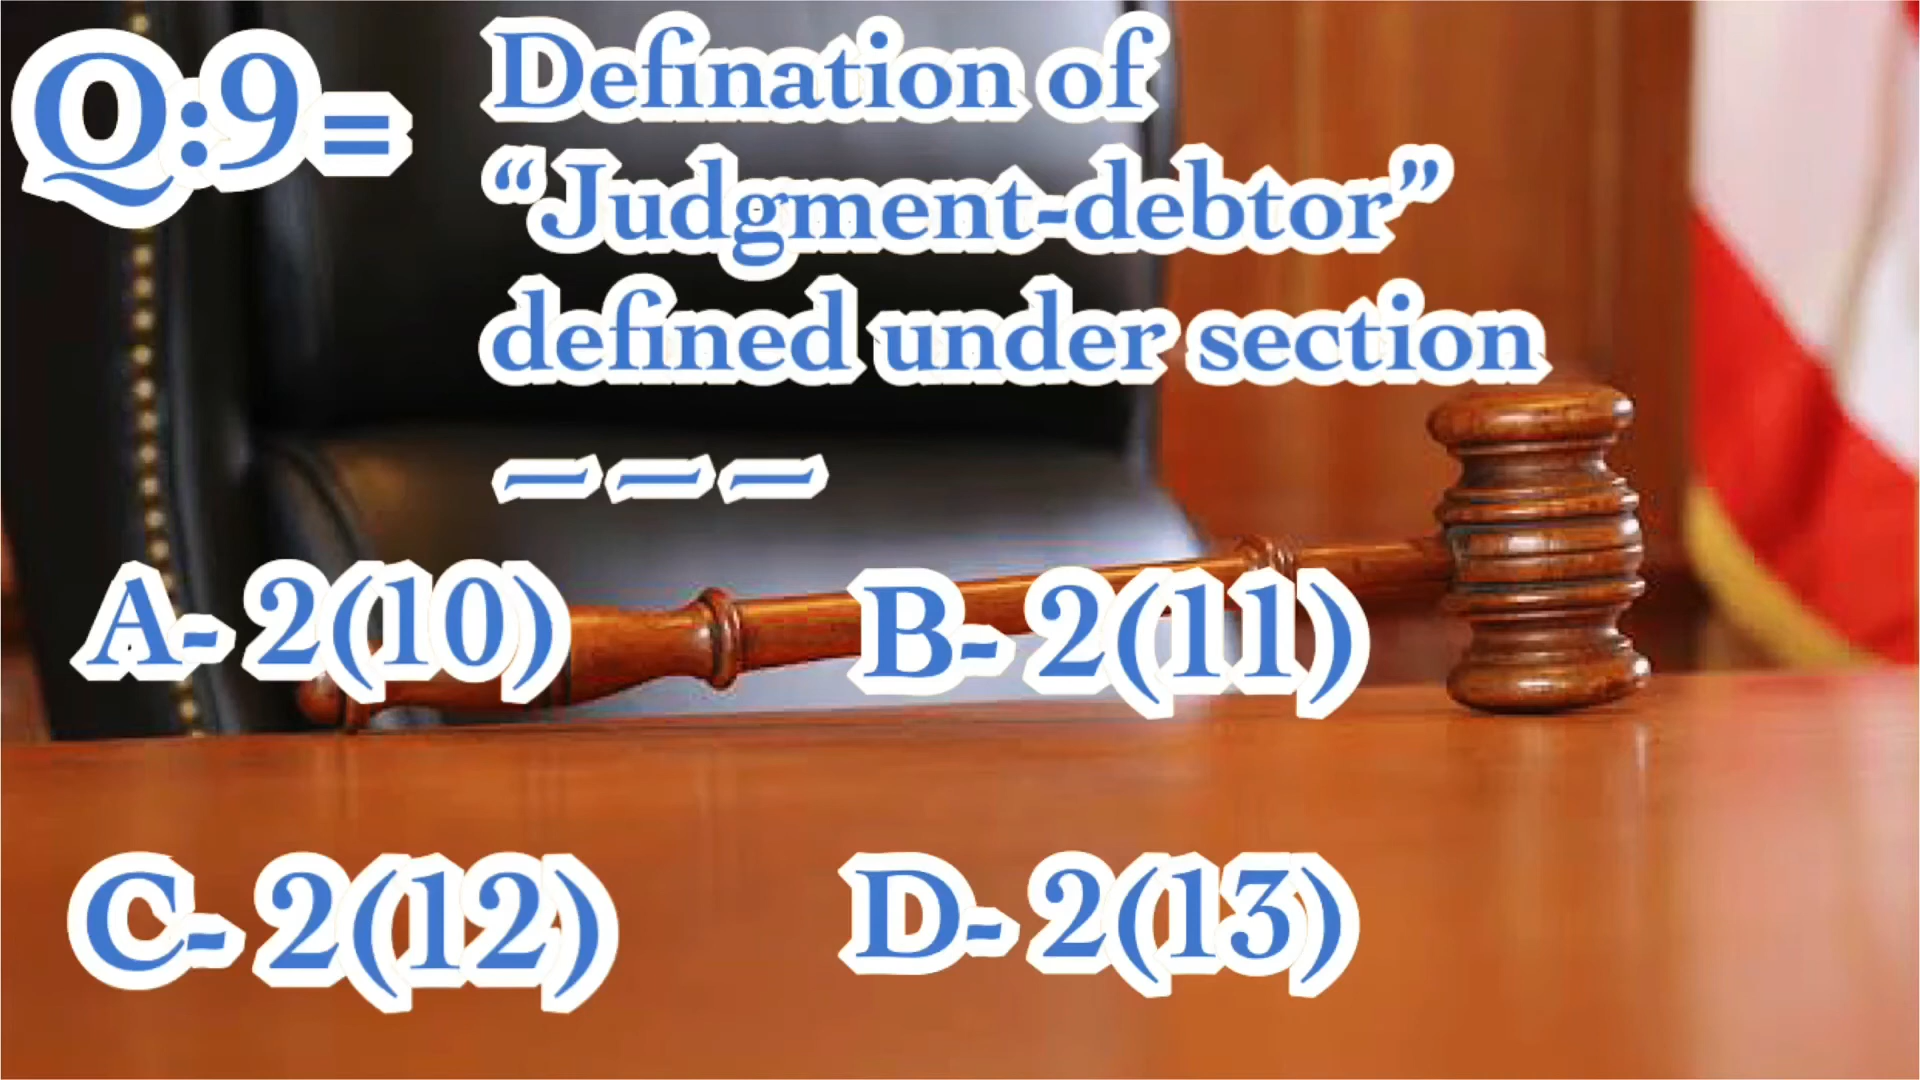 Q:9=
Defination of
“Judgment-debtor”
defined under section
– – –
A- 2(10)
B- 2(11)
C- 2(12)
D- 2(13)